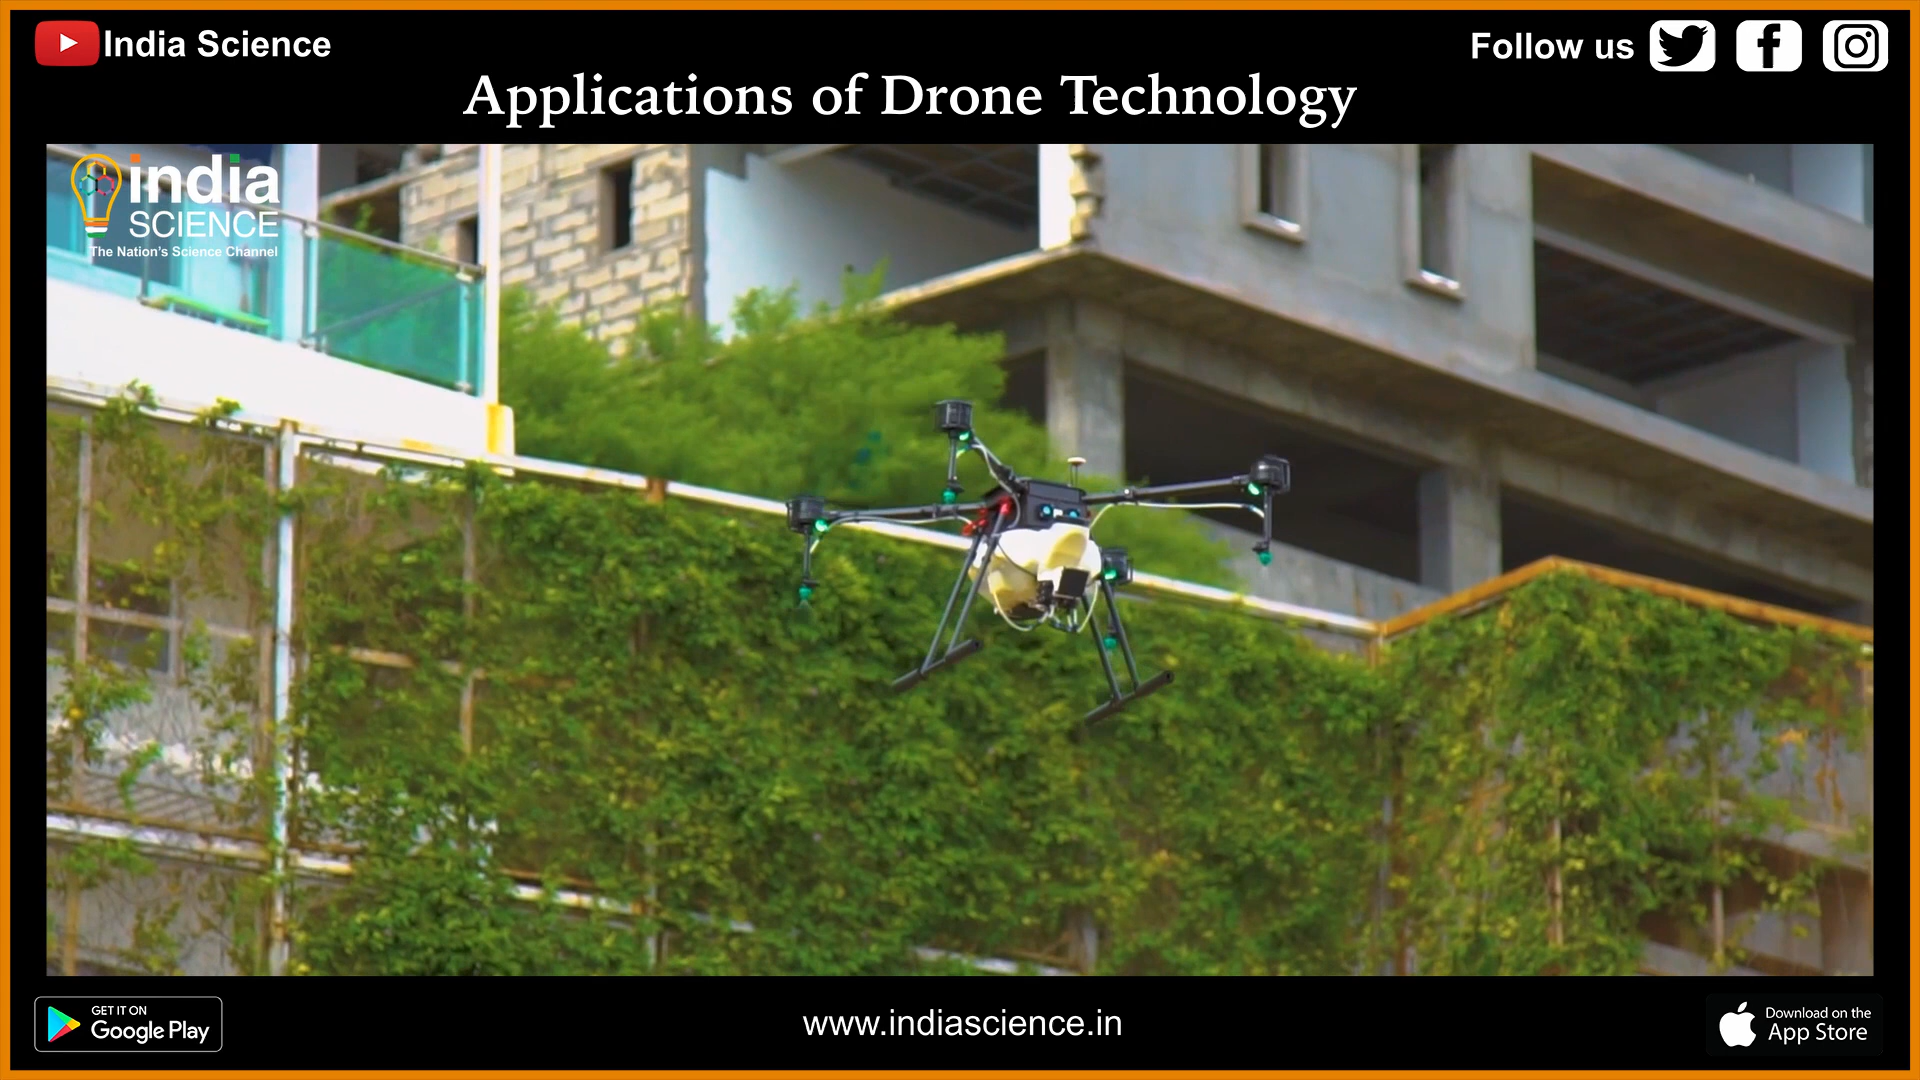 India Science
Follow us
Applications of Drone Technology
india
SCIENCE
The Nation's Science Channel
GET IT ON
Google Play
www.indiascience.in
Download on the
App Store